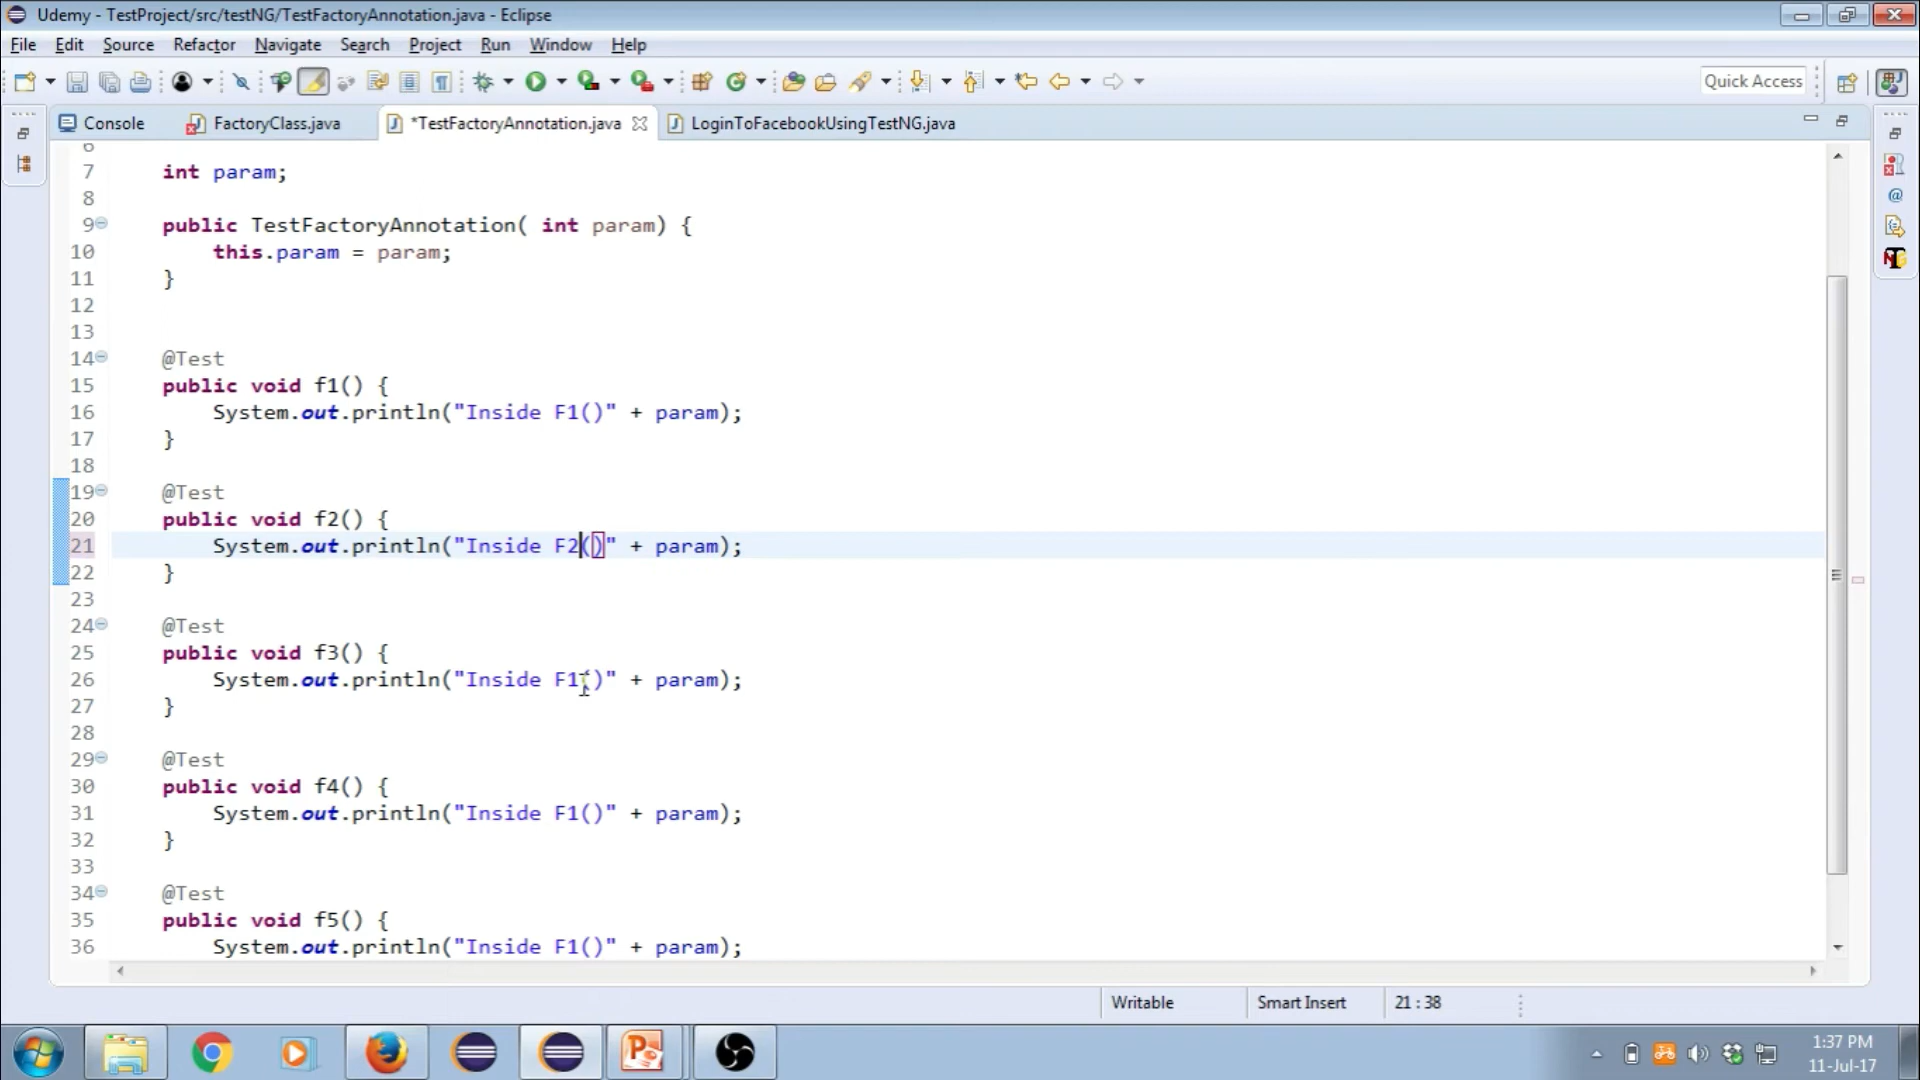 Udemy - TestProject/src/testNG/TestFactoryAnnotation.java - Eclipse
File Edit Source Refactor Navigate Search Project Run Window Help
Quick Access
Console FactoryClass.java *TestFactoryAnnotation.java LoginToFacebookUsingTestNG.java
6
7 int param;
8
9 public TestFactoryAnnotation( int param) {
10 this.param = param;
11 }
12
13
14 @Test
15 public void f1() {
16 System.out.println("Inside F1()" + param);
17 }
18
19 @Test
20 public void f2() {
21 System.out.println("Inside F2()" + param);
22 }
23
24 @Test
25 public void f3() {
26 System.out.println("Inside F1()" + param);
27 }
28
29 @Test
30 public void f4() {
31 System.out.println("Inside F1()" + param);
32 }
33
34 @Test
35 public void f5() {
36 System.out.println("Inside F1()" + param);
Writable Smart Insert 21 : 38
1:37 PM
11-Jul-17